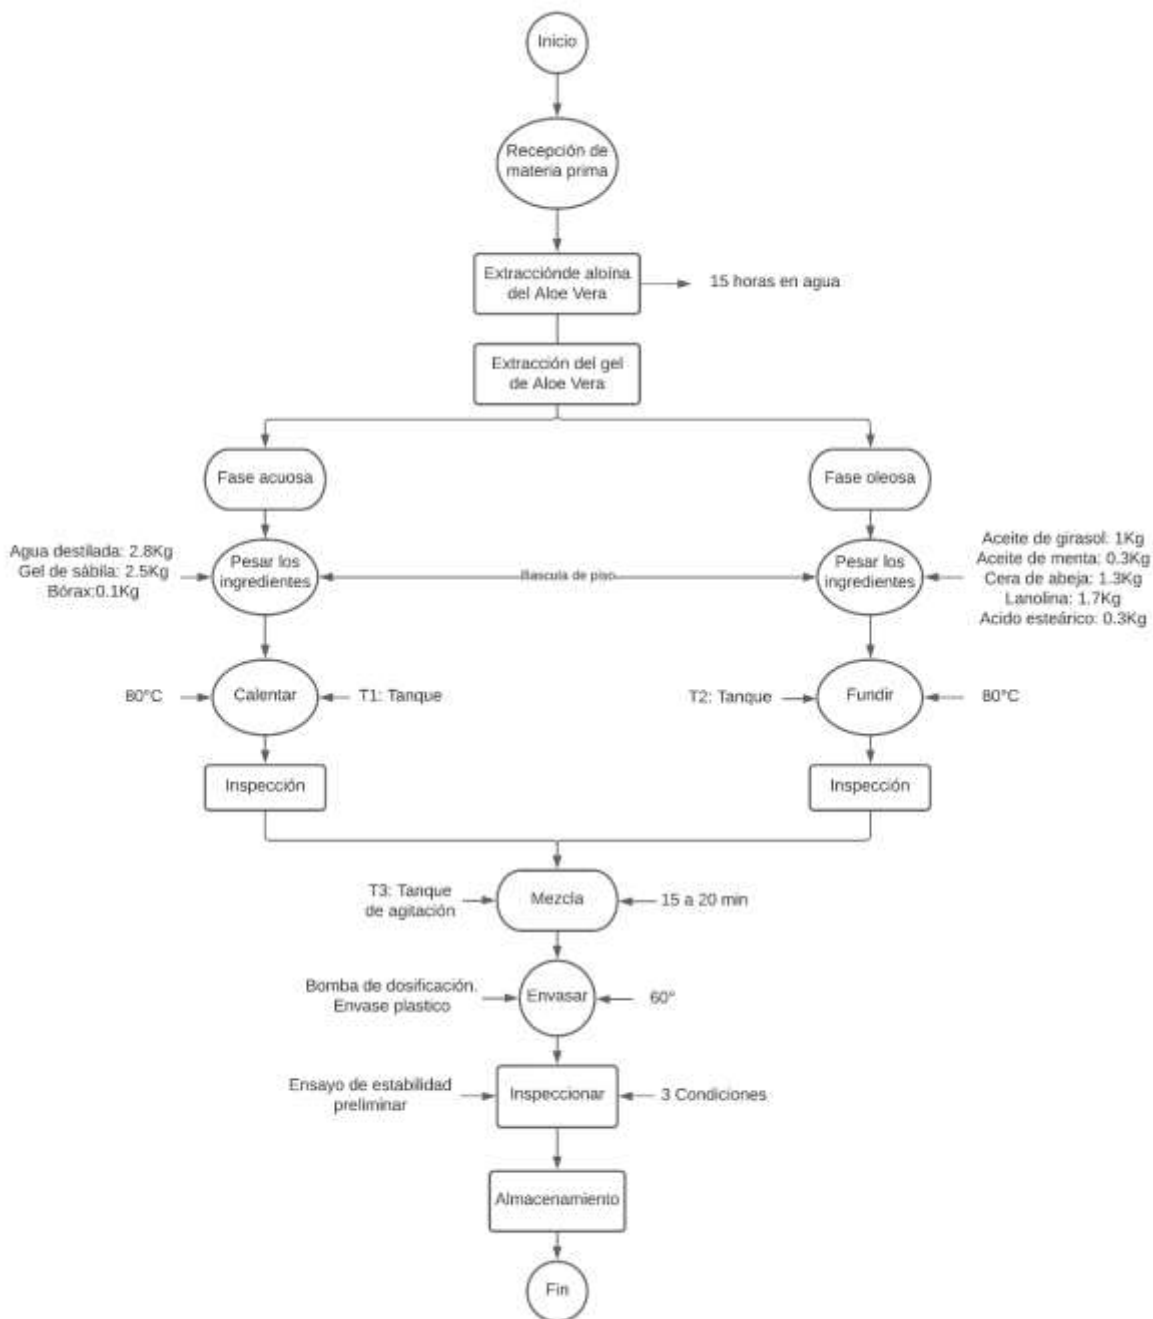 Inicio
Recepción de
materia prima
Extracciónde aloína
del Aloe Vera
15 horas en agua
Extracción del gel
de Aloe Vera
Fase acuosa
Fase oleosa
Agua destilada: 2.8Kg
Gel de sábila: 2.5Kg
Bórax:0.1Kg
Pesar los
ingredientes
Bascula de piso
Pesar los
ingredientes
Aceite de girasol: 1Kg
Aceite de menta: 0.3Kg
Cera de abeja: 1.3Kg
Lanolina: 1.7Kg
Acido esteárico: 0.3Kg
80°C
Calentar
T1: Tanque
T2: Tanque
Fundir
80°C
Inspección
Inspección
T3: Tanque
de agitación
Mezcla
15 a 20 min
Bomba de dosificación.
Envase plastico
Envasar
60°
Ensayo de estabilidad
preliminar
Inspeccionar
3 Condiciones
Almacenamiento
Fin